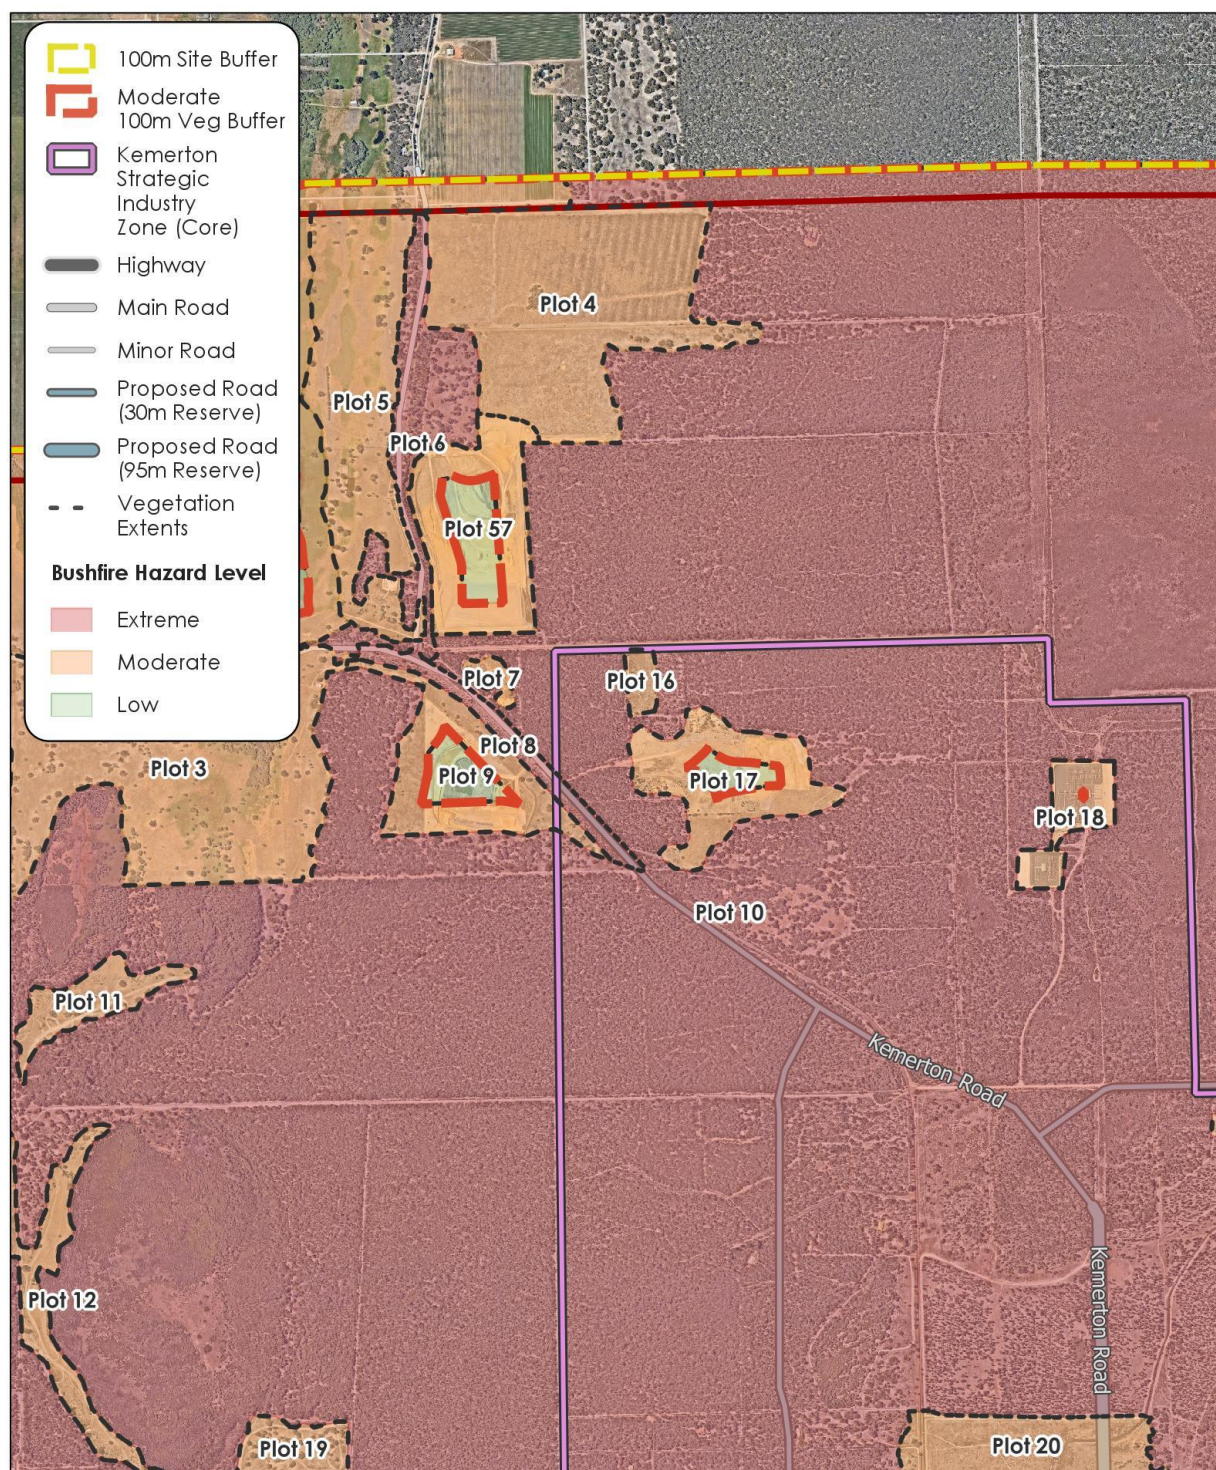 100m Site Buffer
Moderate
100m Veg Buffer
Kemerton
Strategic
Industry
Zone (Core)
Highway
Main Road
Minor Road
Proposed Road
(30m Reserve)
Proposed Road
(95m Reserve)
Vegetation
Extents
Bushfire Hazard Level
Extreme
Moderate
Low
Plot 4
Plot 5
Plot 6
Plot 57
Plot 7
Plot 16
Plot 8
Plot 3
Plot 9
Plot 17
Plot 18
Plot 10
Plot 11
Kemerton Road
Plot 12
Kemerton Road
Plot 19
Plot 20